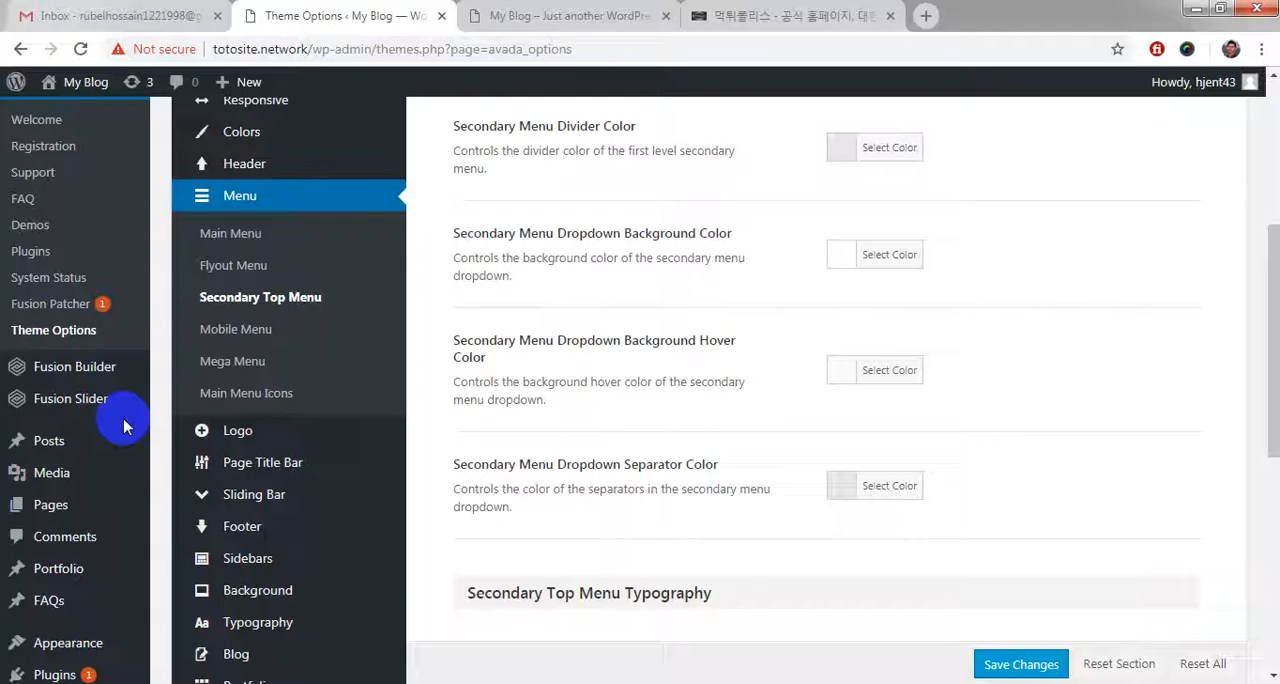 Inbox - rubelhossain1221998@g
Theme Options ‹ My Blog — Wo
My Blog – Just another WordPre
먹튀폴리스 - 공식 홈페이지, 대한
Not secure
totosite.network/wp-admin/themes.php?page=avada_options
My Blog
3
0
New
Howdy, hjent43
Welcome
Registration
Support
FAQ
Demos
Plugins
System Status
Fusion Patcher 1
Theme Options
Fusion Builder
Fusion Slider
Posts
Media
Pages
Comments
Portfolio
FAQs
Appearance
Plugins 1
Responsive
Colors
Header
Menu
Main Menu
Flyout Menu
Secondary Top Menu
Mobile Menu
Mega Menu
Main Menu Icons
Logo
Page Title Bar
Sliding Bar
Footer
Sidebars
Background
Aa Typography
Blog
Secondary Menu Divider Color
Controls the divider color of the first level secondary
menu.
Select Color
Secondary Menu Dropdown Background Color
Controls the background color of the secondary menu
dropdown.
Select Color
Secondary Menu Dropdown Background Hover
Color
Controls the background hover color of the secondary
menu dropdown.
Select Color
Secondary Menu Dropdown Separator Color
Controls the color of the separators in the secondary menu
dropdown.
Select Color
Secondary Top Menu Typography
Save Changes
Reset Section
Reset All